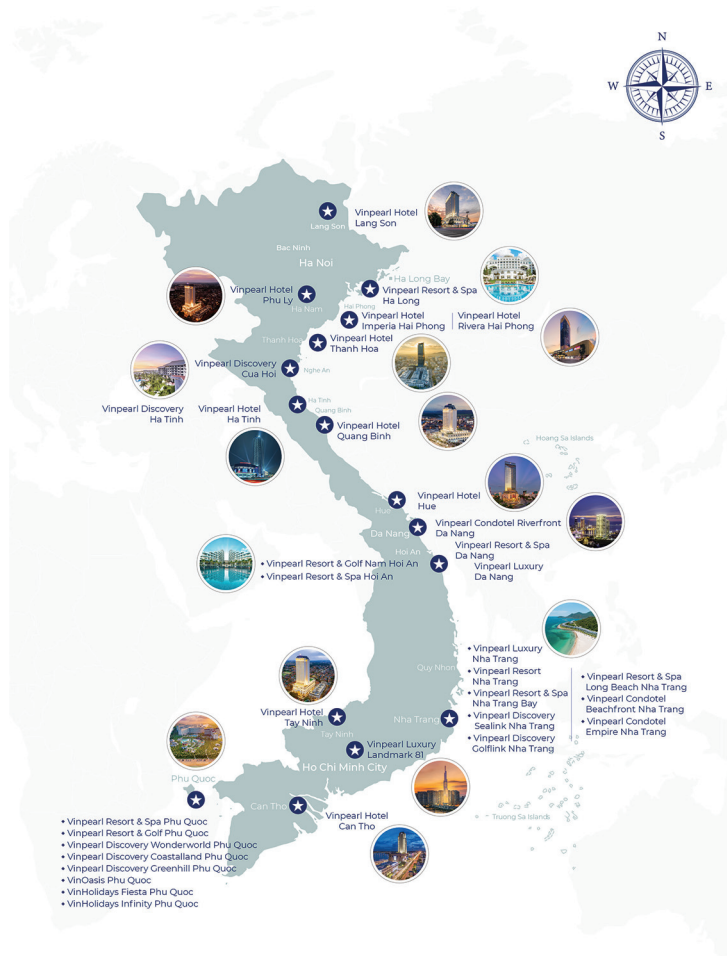 N
W
E
S
Vinpearl Hotel
Lang Son
Lang Son
Bac Ninh
Ha Noi
Ha Long Bay
Vinpearl Hotel
Phu Ly
Ha Nam
Vinpearl Resort & Spa
Ha Long
Hai Phong
Vinpearl Hotel
Imperia Hai Phong
Vinpearl Hotel
Rivera Hai Phong
Thanh Hoa
Vinpearl Hotel
Thanh Hoa
Vinpearl Discovery
Cua Hoi
Nghe An
Vinpearl Discovery
Ha Tinh
Vinpearl Hotel
Ha Tinh
Ha Tinh
Quang Binh
Vinpearl Hotel
Quang Binh
Hoang Sa Islands
Vinpearl Hotel
Hue
Hue
Vinpearl Condotel Riverfront
Da Nang
Da Nang
Vinpearl Resort & Spa
Da Nang
Hoi An
Vinpearl Luxury
Da Nang
Vinpearl Resort & Golf Nam Hoi An
Vinpearl Resort & Spa Hoi An
Quy Nhon
Vinpearl Luxury
Nha Trang
Vinpearl Resort
Nha Trang
Vinpearl Resort & Spa
Nha Trang Bay
Vinpearl Discovery
Sealink Nha Trang
Vinpearl Discovery
Golflink Nha Trang
Vinpearl Resort & Spa
Long Beach Nha Trang
Vinpearl Condotel
Beachfront Nha Trang
Vinpearl Condotel
Empire Nha Trang
Vinpearl Hotel
Tay Ninh
Nha Trang
Tay Ninh
Vinpearl Luxury
Landmark 81
Ho Chi Minh City
Phu Quoc
Can Tho
Vinpearl Hotel
Can Tho
Truong Sa Islands
Vinpearl Resort & Spa Phu Quoc
Vinpearl Resort & Golf Phu Quoc
Vinpearl Discovery Wonderworld Phu Quoc
Vinpearl Discovery Coastalland Phu Quoc
Vinpearl Discovery Greenhill Phu Quoc
VinOasis Phu Quoc
VinHolidays Fiesta Phu Quoc
VinHolidays Infinity Phu Quoc